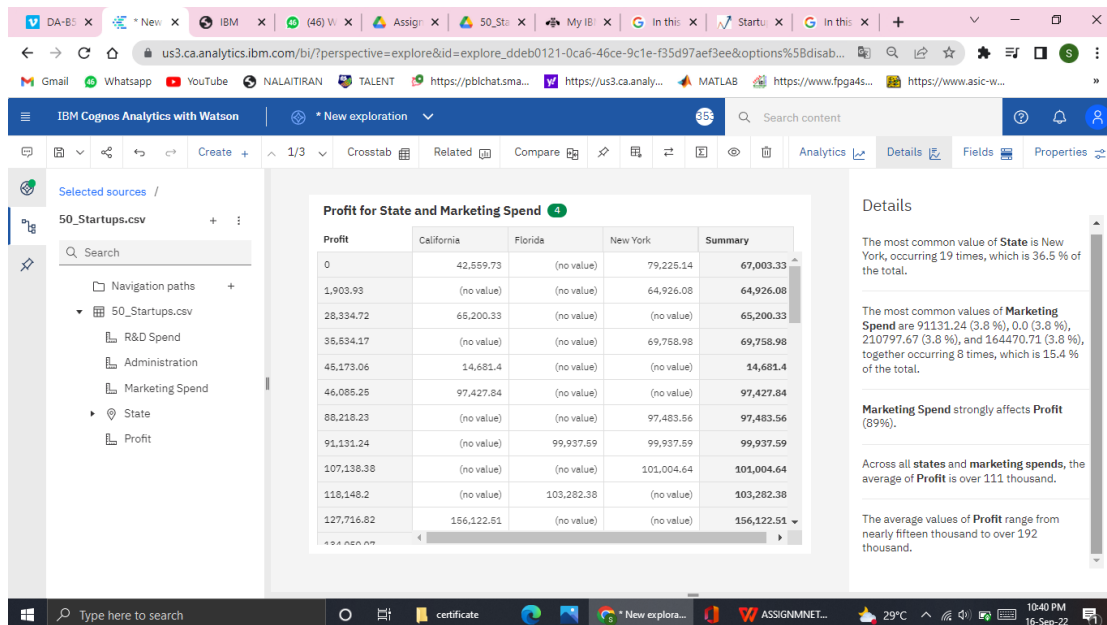 DA-BS
* New
IBM
(46) W
Assign
50_Sta
My IBI
In this
Startu
In this
us3.ca.analytics.ibm.com/bi/?perspective=explore&id=explore_ddeb0121-0ca6-46ce-9c1e-f35d97aef3ee&options%5Bdisab...
S
Gmail
Whatsapp
YouTube
NALAITIRAN
TALENT
https://pblchat.sma...
https://us3.ca.analy...
MATLAB
https://www.fpga4s...
https://www.asic-w...
»
IBM Cognos Analytics with Watson
* New exploration
353
Search content
1/3
Create +
Crosstab
Related
Compare
Analytics
Details
Fields
Properties
Selected sources /
50_Startups.csv
Search
Navigation paths
50_Startups.csv
R&D Spend
Administration
Marketing Spend
State
Profit
Profit for State and Marketing Spend 4
Profit California Florida New York Summary
0 42,559.73 (no value) 79,225.14 67,003.33
1,903.93 (no value) (no value) 64,926.08 64,926.08
28,334.72 65,200.33 (no value) (no value) 65,200.33
35,534.17 (no value) (no value) 69,758.98 69,758.98
45,173.06 14,681.4 (no value) (no value) 14,681.4
46,085.25 97,427.84 (no value) (no value) 97,427.84
88,218.23 (no value) (no value) 97,483.56 97,483.56
91,131.24 (no value) 99,937.59 99,937.59 99,937.59
107,138.38 (no value) (no value) 101,004.64 101,004.64
118,148.2 (no value) 103,282.38 (no value) 103,282.38
127,716.82 156,122.51 (no value) (no value) 156,122.51
Details
The most common value of State is New
York, occurring 19 times, which is 36.5 % of
the total.
The most common values of Marketing
Spend are 91131.24 (3.8 %), 0.0 (3.8 %),
210797.67 (3.8 %), and 164470.71 (3.8 %),
together occurring 8 times, which is 15.4 %
of the total.
Marketing Spend strongly affects Profit
(89%).
Across all states and marketing spends, the
average of Profit is over 111 thousand.
The average values of Profit range from
nearly fifteen thousand to over 192
thousand.
Type here to search
certificate
* New explora...
ASSIGNMNET...
29°C
10:40 PM
16-Sep-22